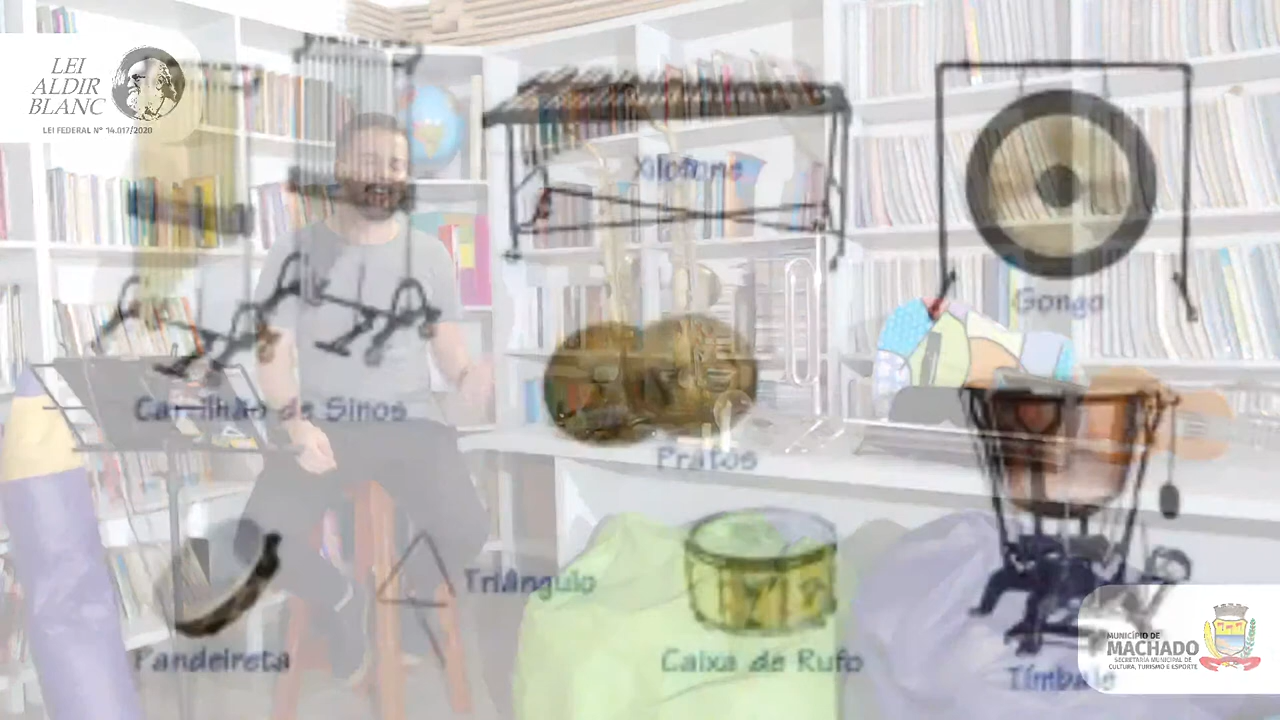 LEI
ALDIR
BLANC
LEI FEDERAL Nº 14.017/2020
Xilofone
Gongo
Carrilhão de Sinos
Pratos
Triângulo
Pandeireta
Caixa de Rufo
Tímbale
MUNICÍPIO DE
MACHADO
SECRETARIA MUNICIPAL DE
CULTURA, TURISMO E ESPORTE